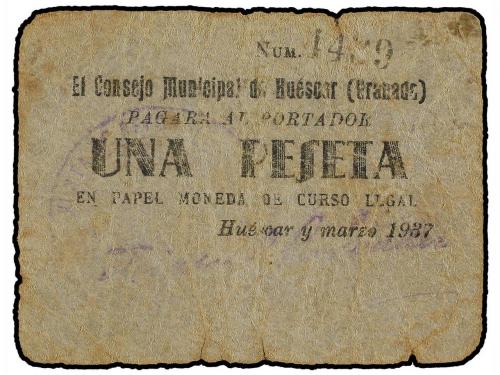 NUM. 1439
El Consejo Municipal de Huéscar (Granada)
PAGARA AL PORTADOR
UNA PESETA
EN PAPEL MONEDA DE CURSO LEGAL
Huéscar y marzo 1937